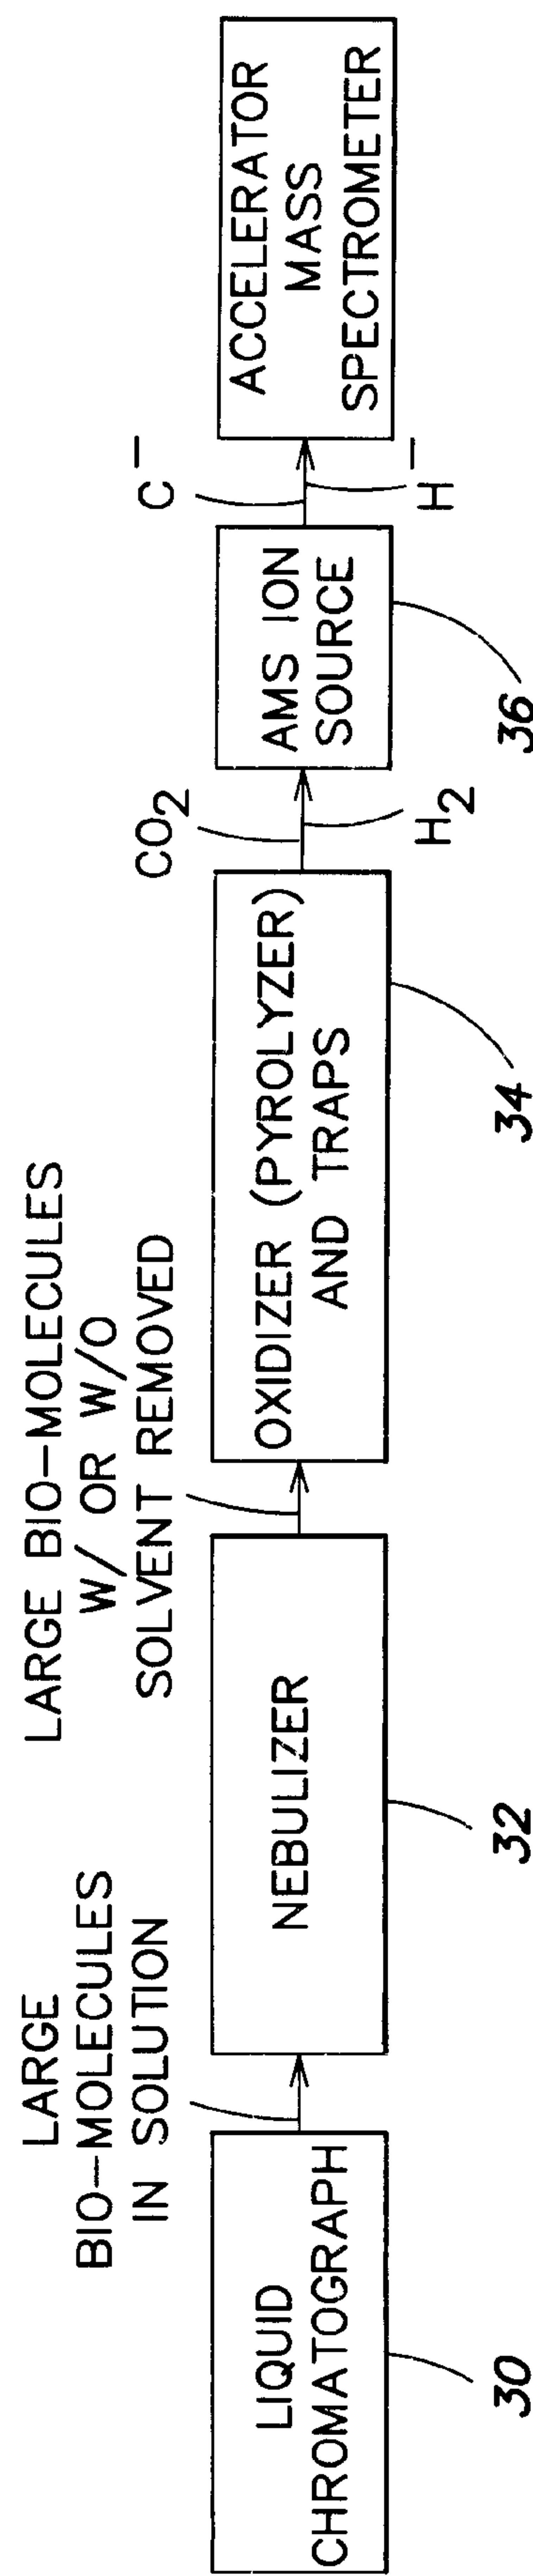 LIQUID
CHROMATOGRAPH
30
LARGE
BIO-MOLECULES
IN SOLUTION
NEBULIZER
32
LARGE BIO-MOLECULES
W/ OR W/O
SOLVENT REMOVED
OXIDIZER (PYROLYZER)
AND TRAPS
34
CO2
H2
AMS ION
SOURCE
36
C−
H−
ACCELERATOR
MASS
SPECTROMETER